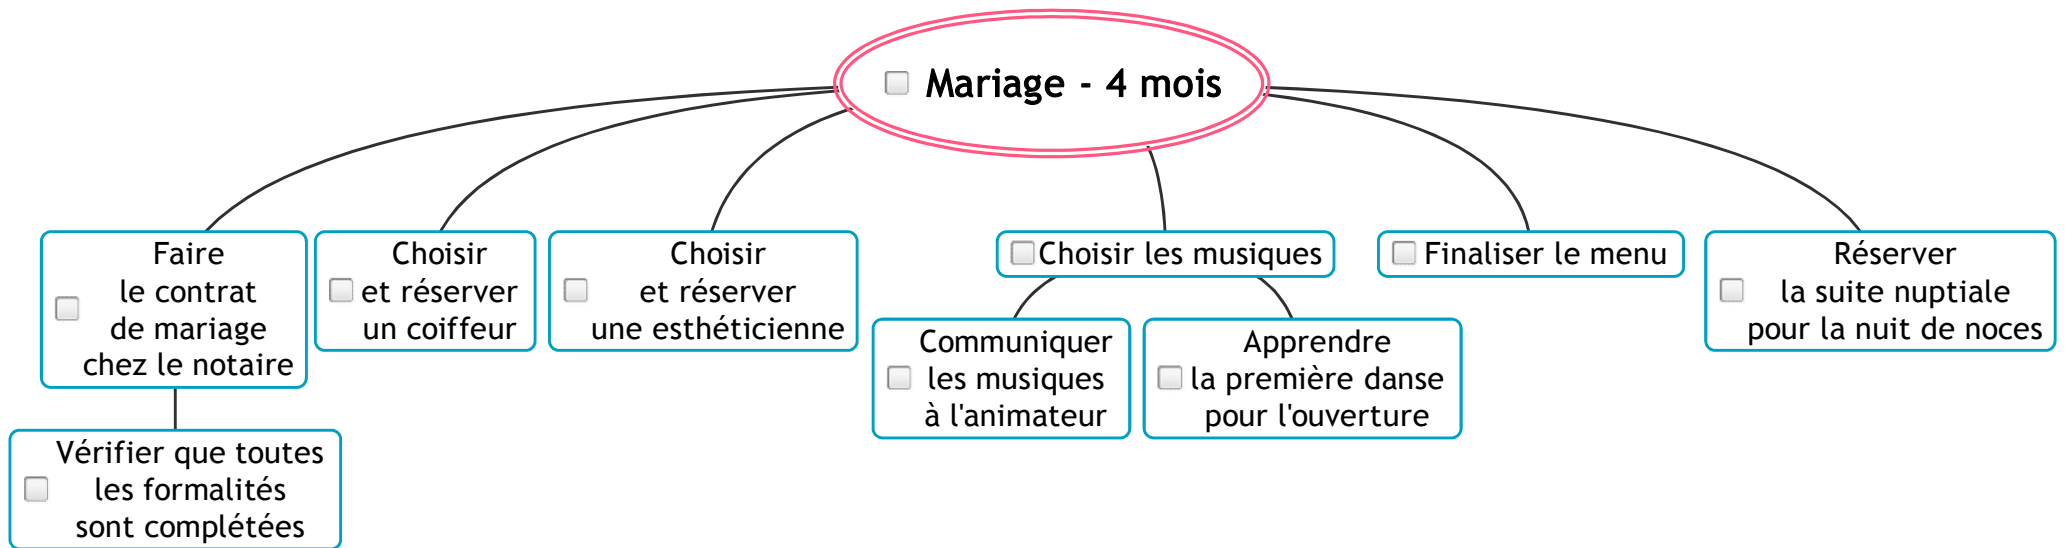 Mariage - 4 mois
Faire
le contrat
de mariage
chez le notaire
Vérifier que toutes
les formalités
sont complétées
Choisir
et réserver
un coiffeur
Choisir
et réserver
une esthéticienne
Choisir les musiques
Communiquer
les musiques
à l'animateur
Apprendre
la première danse
pour l'ouverture
Finaliser le menu
Réserver
la suite nuptiale
pour la nuit de noces